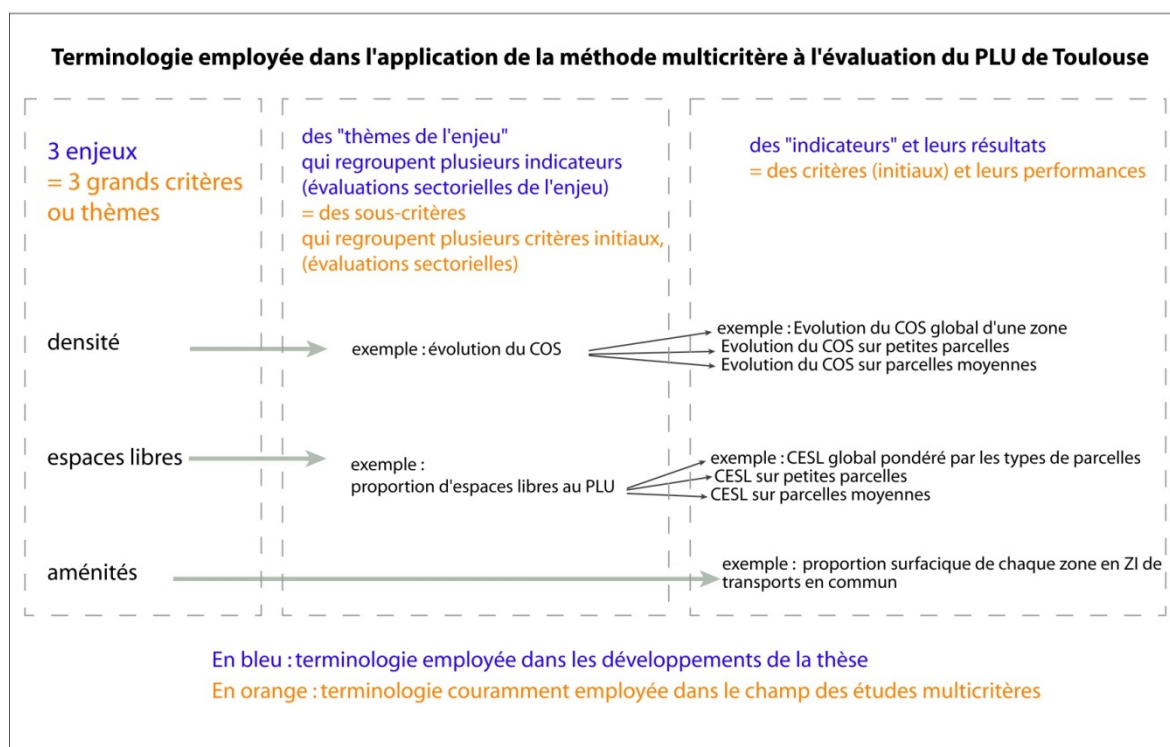 Terminologie employée dans l'application de la méthode multicritère à l'évaluation du PLU de Toulouse
3 enjeux
= 3 grands critères
ou thèmes
des "thèmes de l'enjeu"
qui regroupent plusieurs indicateurs
(évaluations sectorielles de l'enjeu)
= des sous-critères
qui regroupent plusieurs critères initiaux,
(évaluations sectorielles)
des "indicateurs" et leurs résultats
= des critères (initiaux) et leurs performances
densité
exemple : évolution du COS
exemple : Evolution du COS global d'une zone
Evolution du COS sur petites parcelles
Evolution du COS sur parcelles moyennes
espaces libres
exemple :
proportion d'espaces libres au PLU
exemple : CESL global pondéré par les types de parcelles
CESL sur petites parcelles
CESL sur parcelles moyennes
aménités
exemple : proportion surfacique de chaque zone en ZI de
transports en commun
En bleu : terminologie employée dans les développements de la thèse
En orange : terminologie couramment employée dans le champ des études multicritères